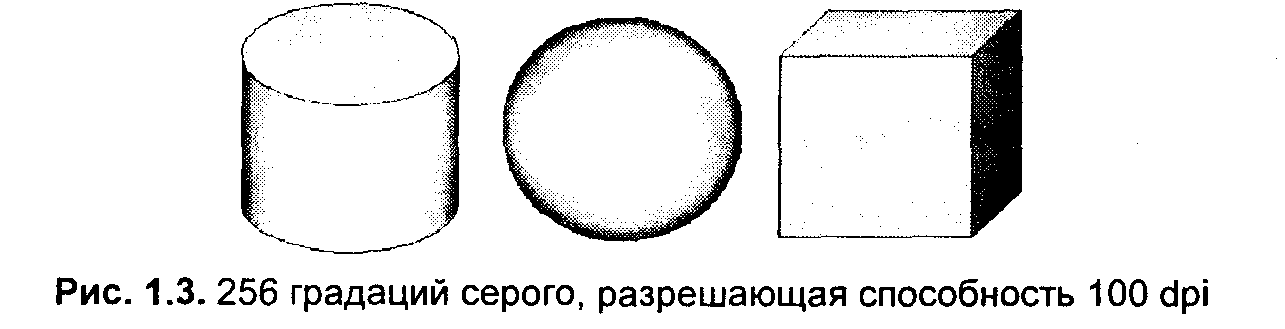 Рис. 1.3. 256 градаций серого, разрешающая способность 100 dpi